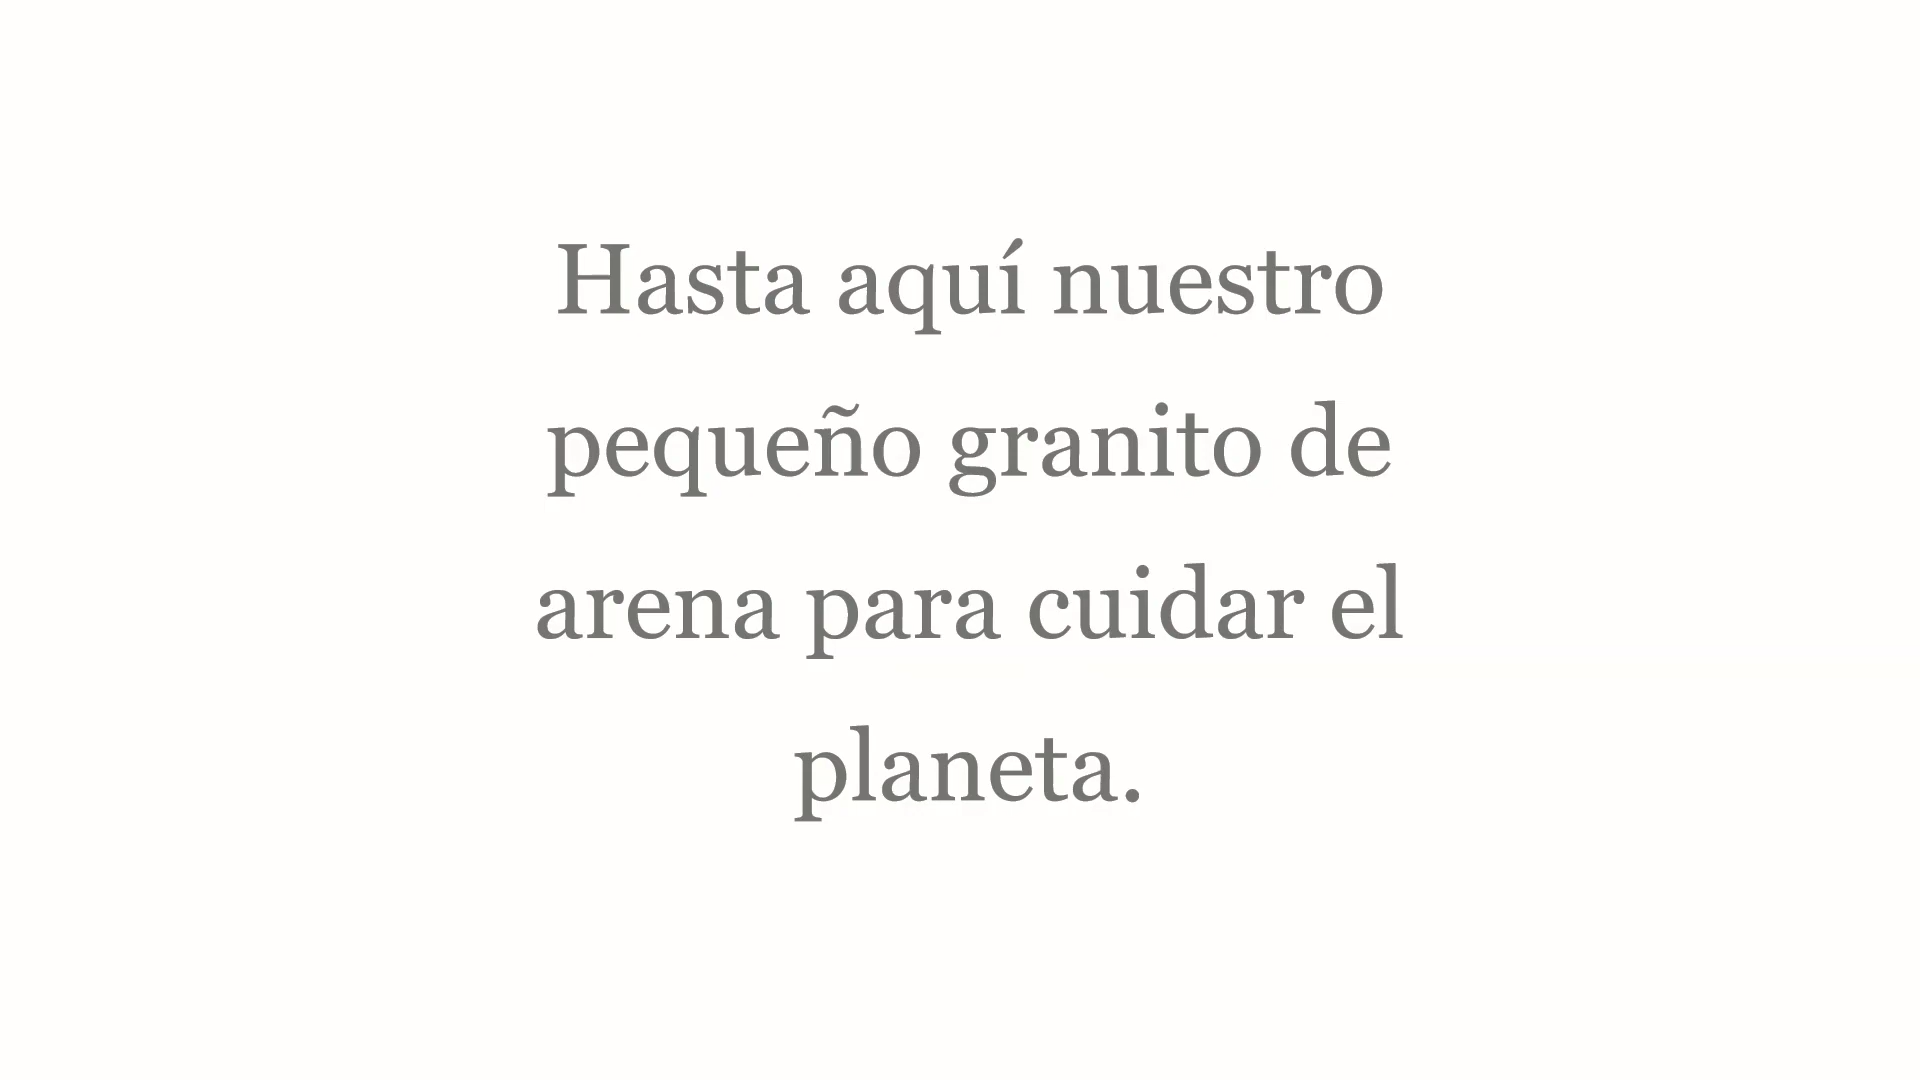 Hasta aquí nuestro
pequeño granito de
arena para cuidar el
planeta.